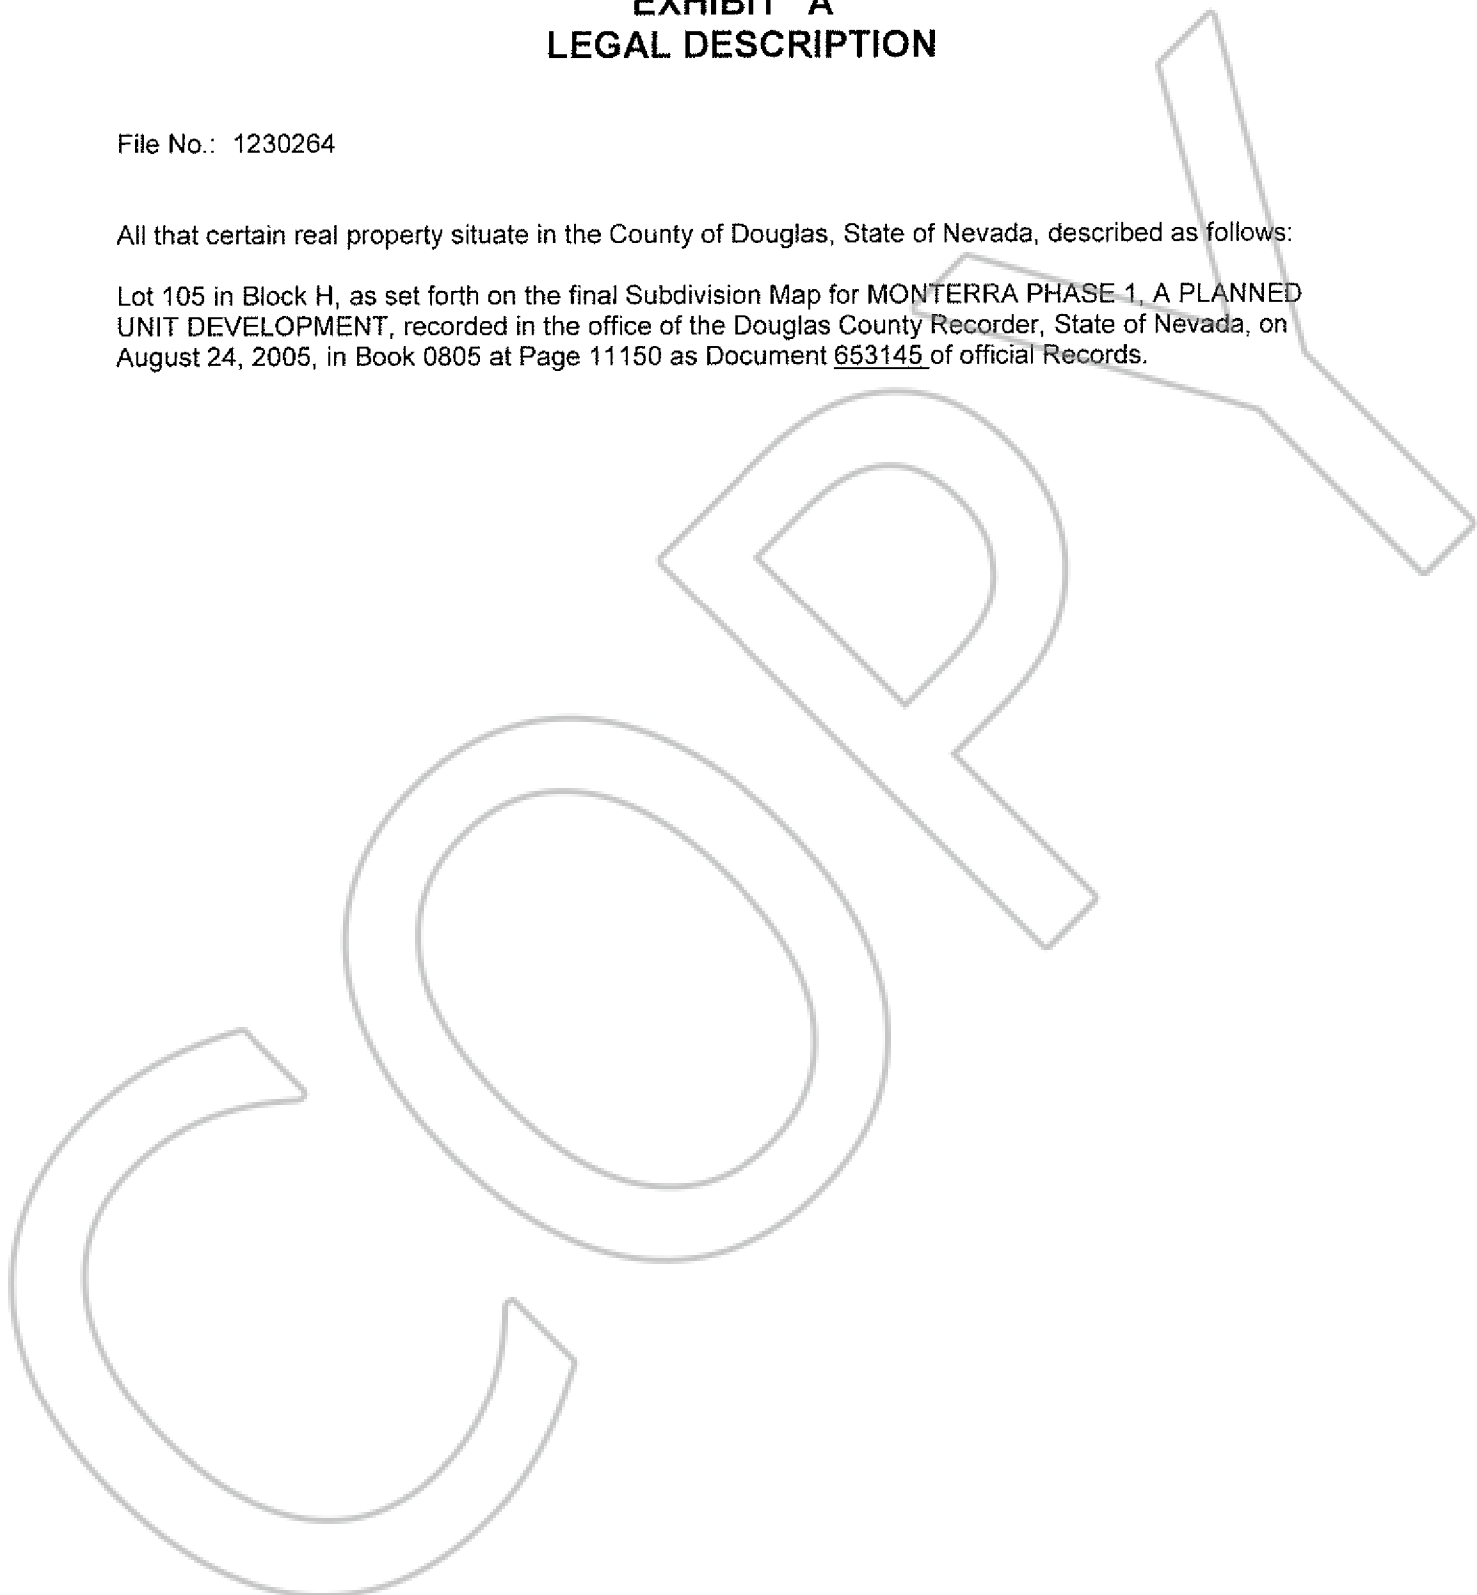 EXHIBIT "A"
LEGAL DESCRIPTION
File No.: 1230264
All that certain real property situate in the County of Douglas, State of Nevada, described as follows:
Lot 105 in Block H, as set forth on the final Subdivision Map for MONTERRA PHASE 1, A PLANNED
UNIT DEVELOPMENT, recorded in the office of the Douglas County Recorder, State of Nevada, on
August 24, 2005, in Book 0805 at Page 11150 as Document 653145 of official Records.
COPY